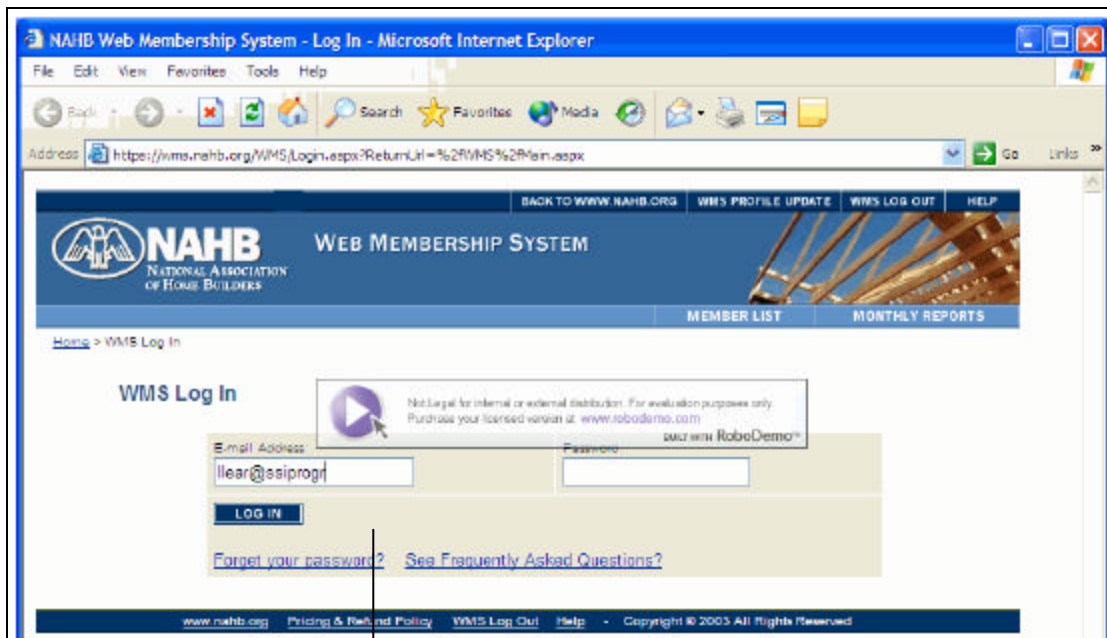 NAHB Web Membership System - Log In - Microsoft Internet Explorer
File Edit View Favorites Tools Help
Back Search Favorites Media
Address https://wms.nahb.org/WMS/Login.aspx?ReturnUrl=%2fWMS%2fMain.aspx Go Links »
BACK TO WWW.NAHB.ORG WMS PROFILE UPDATE WMS LOG OUT HELP
NAHB WEB MEMBERSHIP SYSTEM
NATIONAL ASSOCIATION
OF HOME BUILDERS
MEMBER LIST MONTHLY REPORTS
Home > WMS Log In
WMS Log In
Not Legal for internal or external distribution. For evaluation purposes only.
Purchase your licensed version at www.robodemo.com
BUILT WITH RoboDemo™
E-mail Address Password
llear@ssiprogr
LOG IN
Forget your password? See Frequently Asked Questions?
www.nahb.org Pricing & Refund Policy WMS Log Out Help - Copyright © 2003 All Rights Reserved